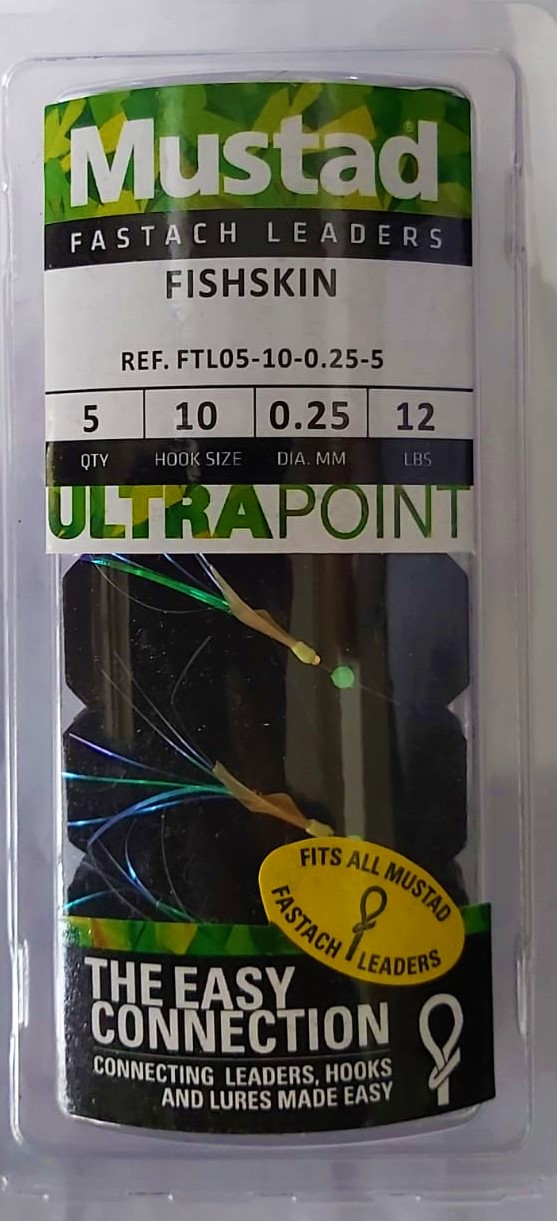 Mustad®
FASTACH LEADERS
FISHSKIN
REF. FTL05-10-0.25-5
5 10 0.25 12
QTY HOOK SIZE DIA. MM LBS
ULTRAPOINT
FITS ALL MUSTAD
FASTACH LEADERS
THE EASY
CONNECTION
CONNECTING LEADERS, HOOKS
AND LURES MADE EASY